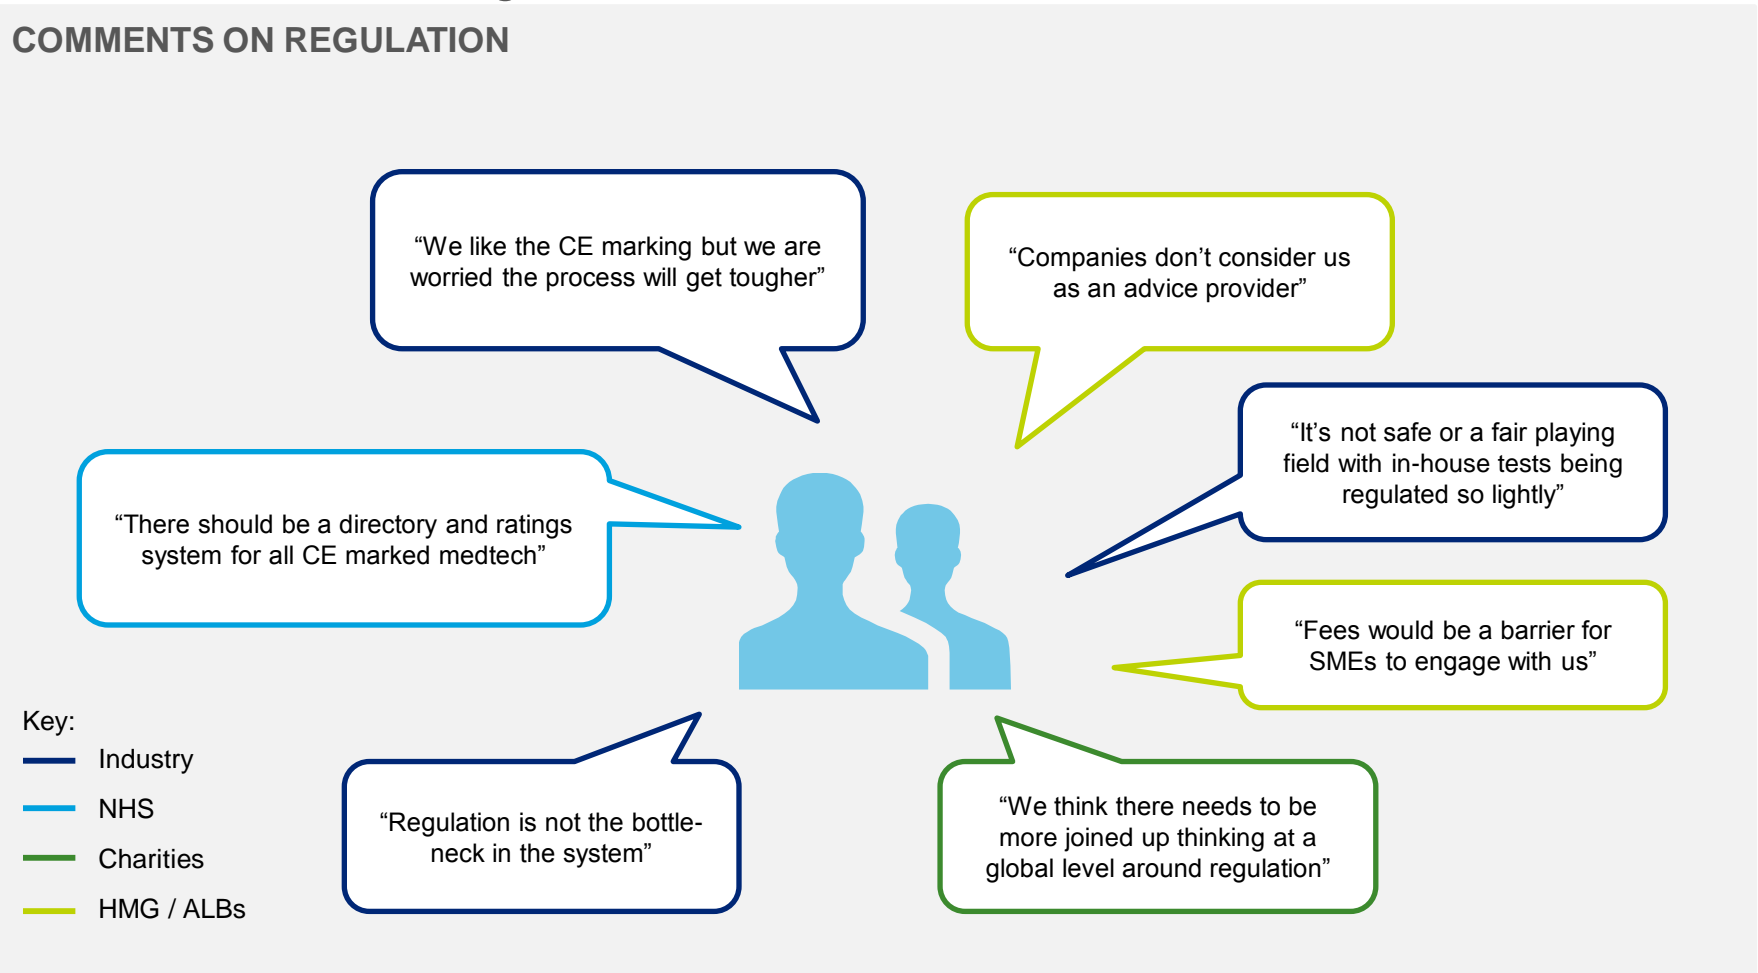 COMMENTS ON REGULATION
“We like the CE marking but we are
worried the process will get tougher”
“Companies don’t consider us
as an advice provider”
“It’s not safe or a fair playing
field with in-house tests being
regulated so lightly”
“There should be a directory and ratings
system for all CE marked medtech”
“Fees would be a barrier for
SMEs to engage with us”
“Regulation is not the bottle-
neck in the system”
“We think there needs to be
more joined up thinking at a
global level around regulation”
Key:
Industry
NHS
Charities
HMG / ALBs